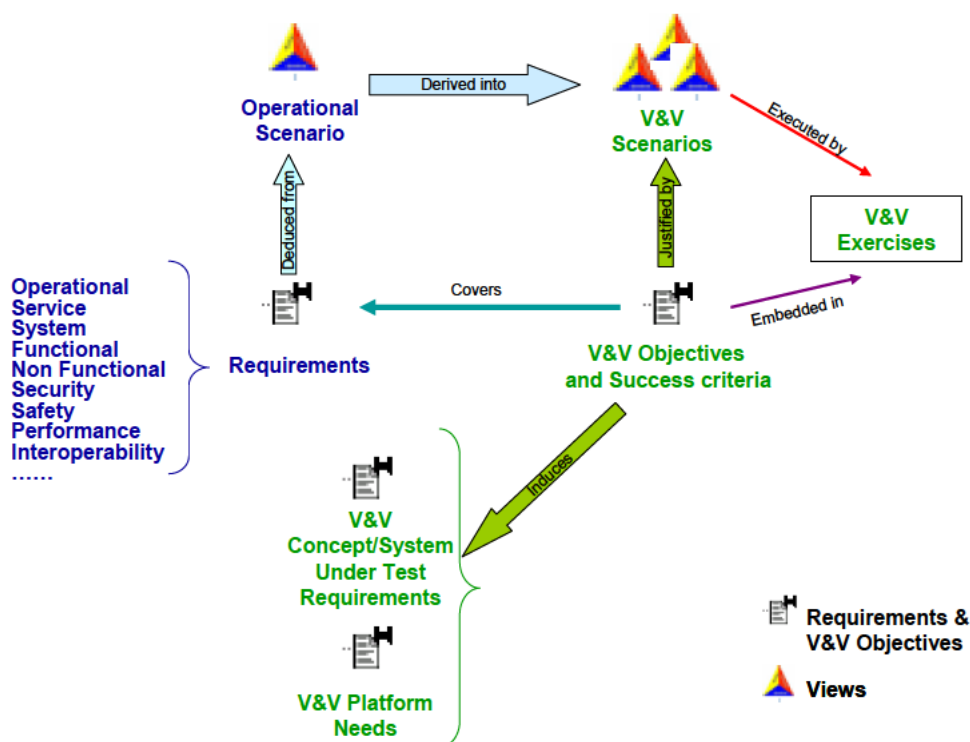 Operational
Scenario
Derived into
V&V
Scenarios
Executed by
V&V
Exercises
Deduced from
Justified by
Covers
Embedded in
Operational
Service
System
Functional
Non Functional
Security
Safety
Performance
Interoperability
......
Requirements
V&V Objectives
and Success criteria
Induces
V&V
Concept/System
Under Test
Requirements
V&V Platform
Needs
Requirements &
V&V Objectives
Views